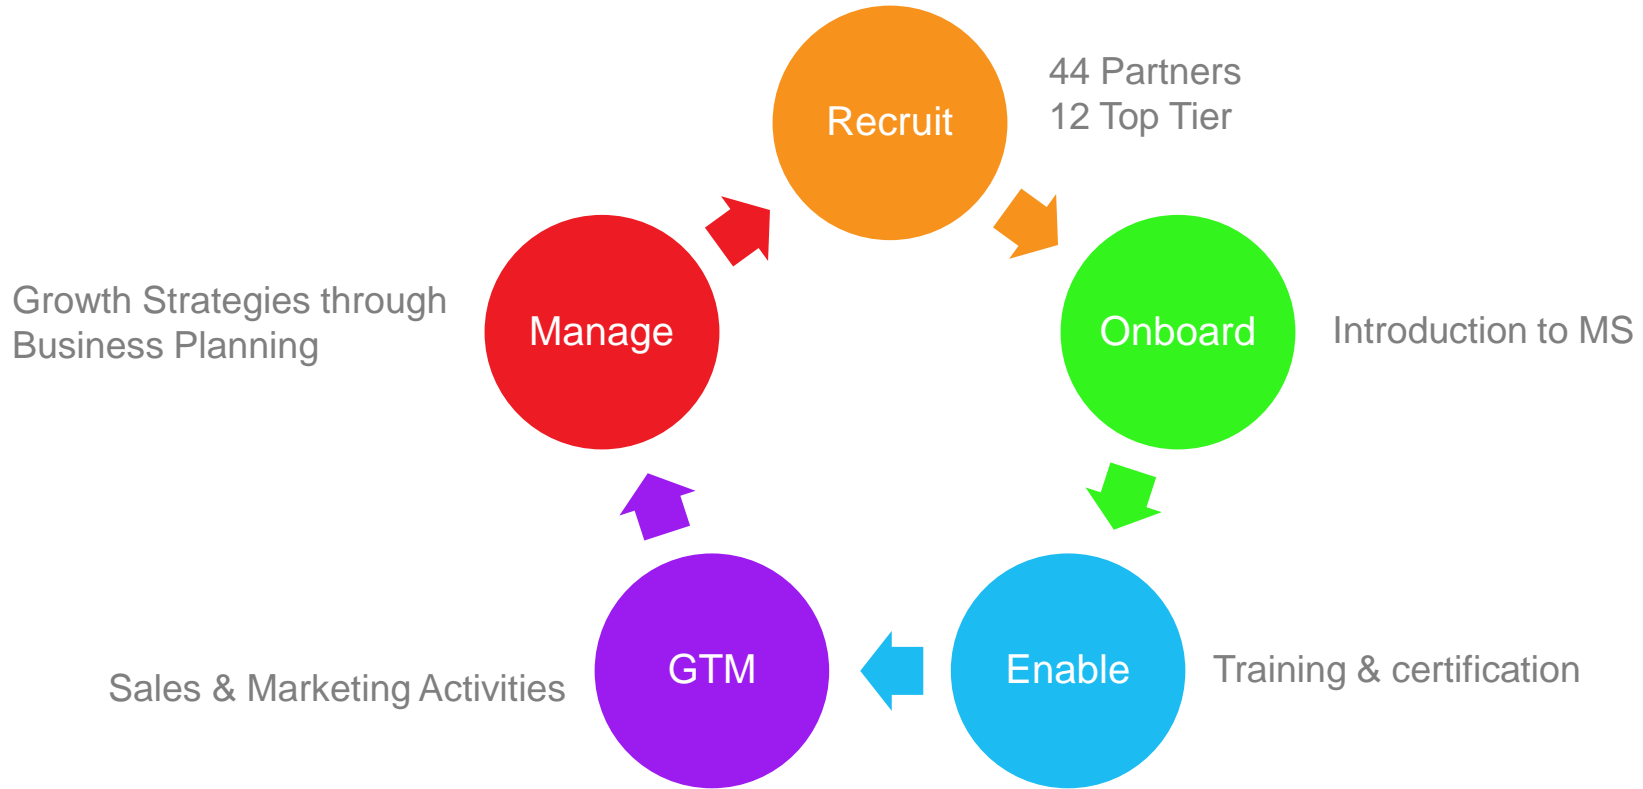 Recruit
44 Partners
12 Top Tier
Onboard
Introduction to MS
Enable
Training & certification
GTM
Sales & Marketing Activities
Manage
Growth Strategies through
Business Planning